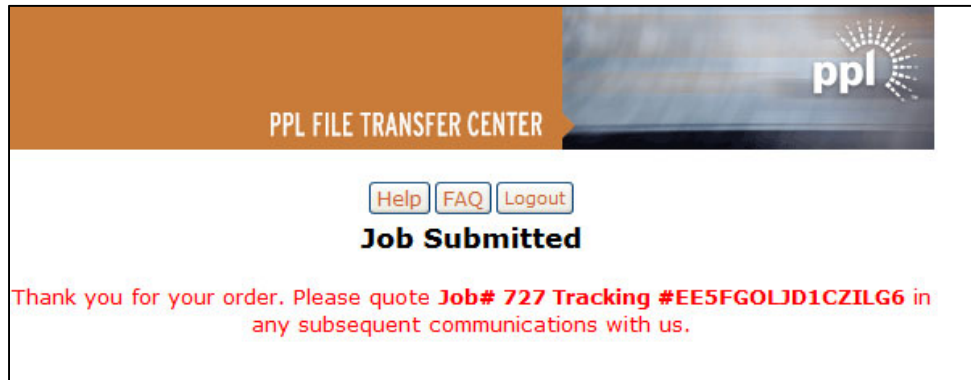 ppl
PPL FILE TRANSFER CENTER
Help FAQ Logout
Job Submitted
Thank you for your order. Please quote Job# 727 Tracking #EE5FGOLJD1CZILG6 in
any subsequent communications with us.